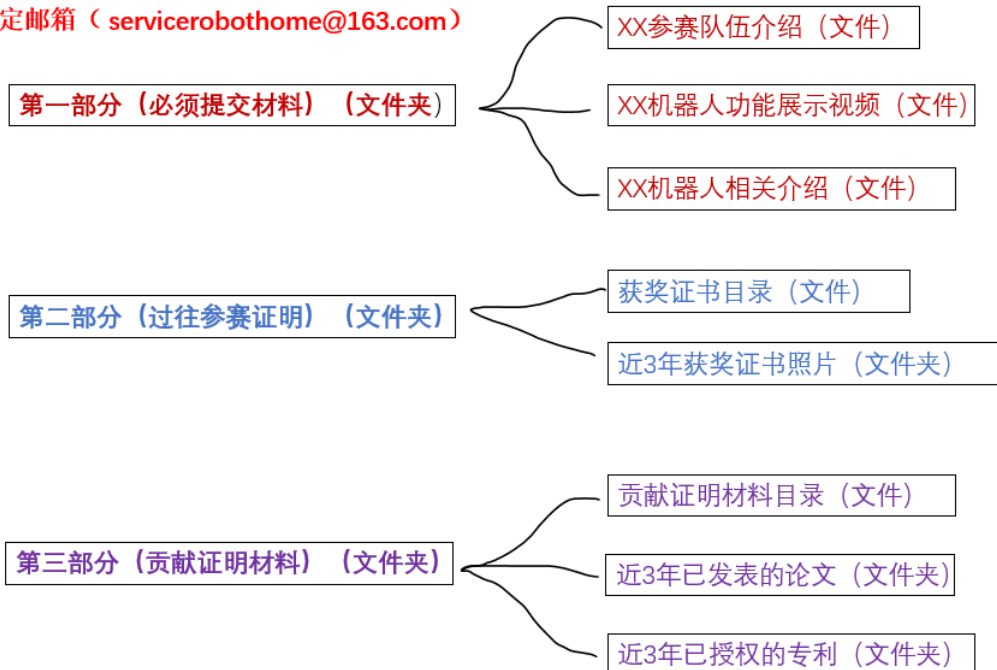 定邮箱（ servicerobothome@163.com）
XX参赛队伍介绍（文件）
第一部分（必须提交材料）（文件夹）
XX机器人功能展示视频（文件）
XX机器人相关介绍（文件）
获奖证书目录（文件）
第二部分（过往参赛证明）（文件夹）
近3年获奖证书照片（文件夹）
贡献证明材料目录（文件）
第三部分（贡献证明材料）（文件夹）
近3年已发表的论文（文件夹）
近3年已授权的专利（文件夹）